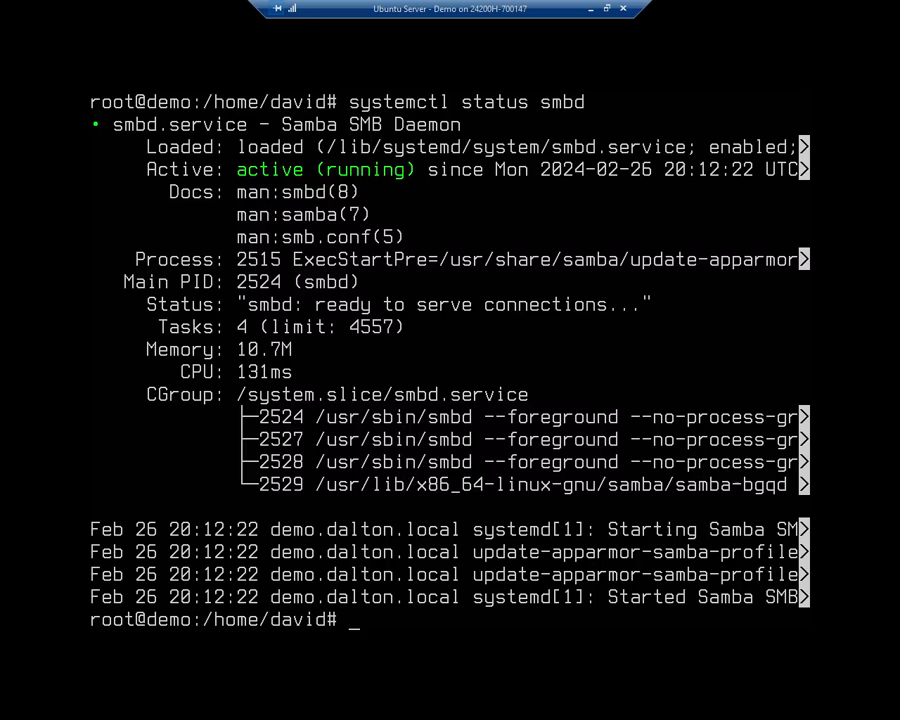 Ubuntu Server - Demo on 24200H-700147
root@demo:/home/david# systemctl status smbd
• smbd.service - Samba SMB Daemon
Loaded: loaded (/lib/systemd/system/smbd.service; enabled;>
Active: active (running) since Mon 2024-02-26 20:12:22 UTC>
Docs: man:smbd(8)
man:samba(7)
man:smb.conf(5)
Process: 2515 ExecStartPre=/usr/share/samba/update-apparmor>
Main PID: 2524 (smbd)
Status: "smbd: ready to serve connections..."
Tasks: 4 (limit: 4557)
Memory: 10.7M
CPU: 131ms
CGroup: /system.slice/smbd.service
├─2524 /usr/sbin/smbd --foreground --no-process-gr>
├─2527 /usr/sbin/smbd --foreground --no-process-gr>
├─2528 /usr/sbin/smbd --foreground --no-process-gr>
└─2529 /usr/lib/x86_64-linux-gnu/samba/samba-bgqd >
Feb 26 20:12:22 demo.dalton.local systemd[1]: Starting Samba SM>
Feb 26 20:12:22 demo.dalton.local update-apparmor-samba-profile>
Feb 26 20:12:22 demo.dalton.local update-apparmor-samba-profile>
Feb 26 20:12:22 demo.dalton.local systemd[1]: Started Samba SMB>
root@demo:/home/david# _